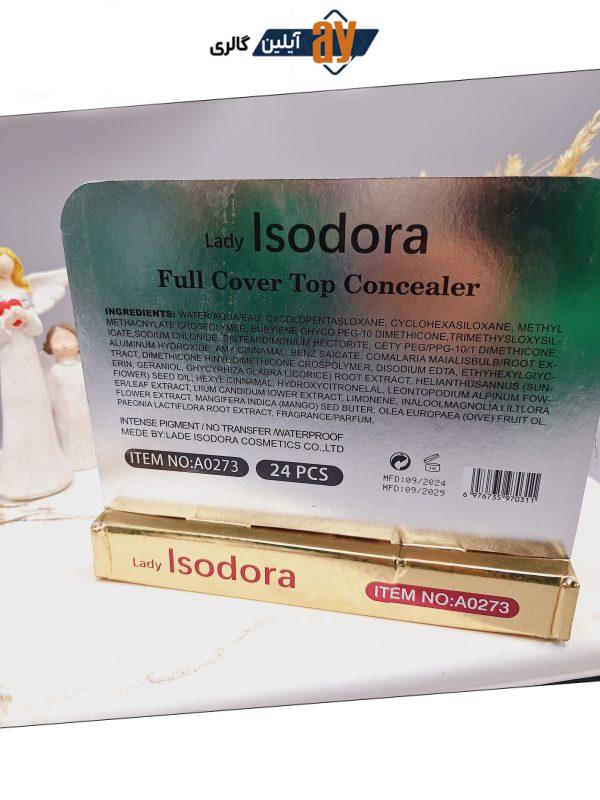 آیلین گالری ay
Lady Isodora
Full Cover Top Concealer
INGREDIENTS: WATER/AQUA/EAU, CYCDLOPENTASLOXANE, CYCLOHEXASILOXANE, METHYL
METHACNYLATE CROSPOLYMER, BUBYIENE GHYCO,PEG-10 DIMETHICONE,TRIMETHYSLOXYSIL-
ICATE,SODIUM CHLONIDE, DISTEARDIMONIUM HECTORITE, CETY PEG/PPG-10/1 DIMETHICONE,
ALUMINUM HYDROXIDE, AMY CINNAMAL, BENZ SAICATE, COMALARIA MAIALISBULB/ROOT EX-
TRACT, DIMETHICONE HINYL DIMETHICONE CROSPOLYMER, DISODIUM EDTA, ETHYHEXYLGIYC-
ERIN, GERANIOL, GHYCYRHIZA GLABRA LICORICE) ROOT EXTRACT, HELIANTHUSANNUS (SUN-
FLOWER) SEED OIL, HEXYL CINNAMAL, HYDROXYCITRONELAL, LEONTOPODIUM ALPINUM FOW-
ER/LEAF EXTRACT, LIIUM CANDIDUM IOWER EXTRACT, LIMONENE, INALOOLMAGNOLIA LILTLORA
FLOWER EXTRACT, MANGIFERA INDICA (MANGO) SED BUTER, OLEA EUROPAEA (OIVE) FRUIT OL,
PAEONIA LACTIFLORA ROOT EXTRACT, FRAGRANCE/PARFUM.
INTENSE PIGMENT / NO TRANSFER /WATERPROOF
MEDE BY:LADE ISODORA COSMETICS CO.,LTD
ITEM NO:A0273 24 PCS
MFD:09/2024
MFD:09/2029
6 976735 970311
Lady Isodora
ITEM NO:A0273